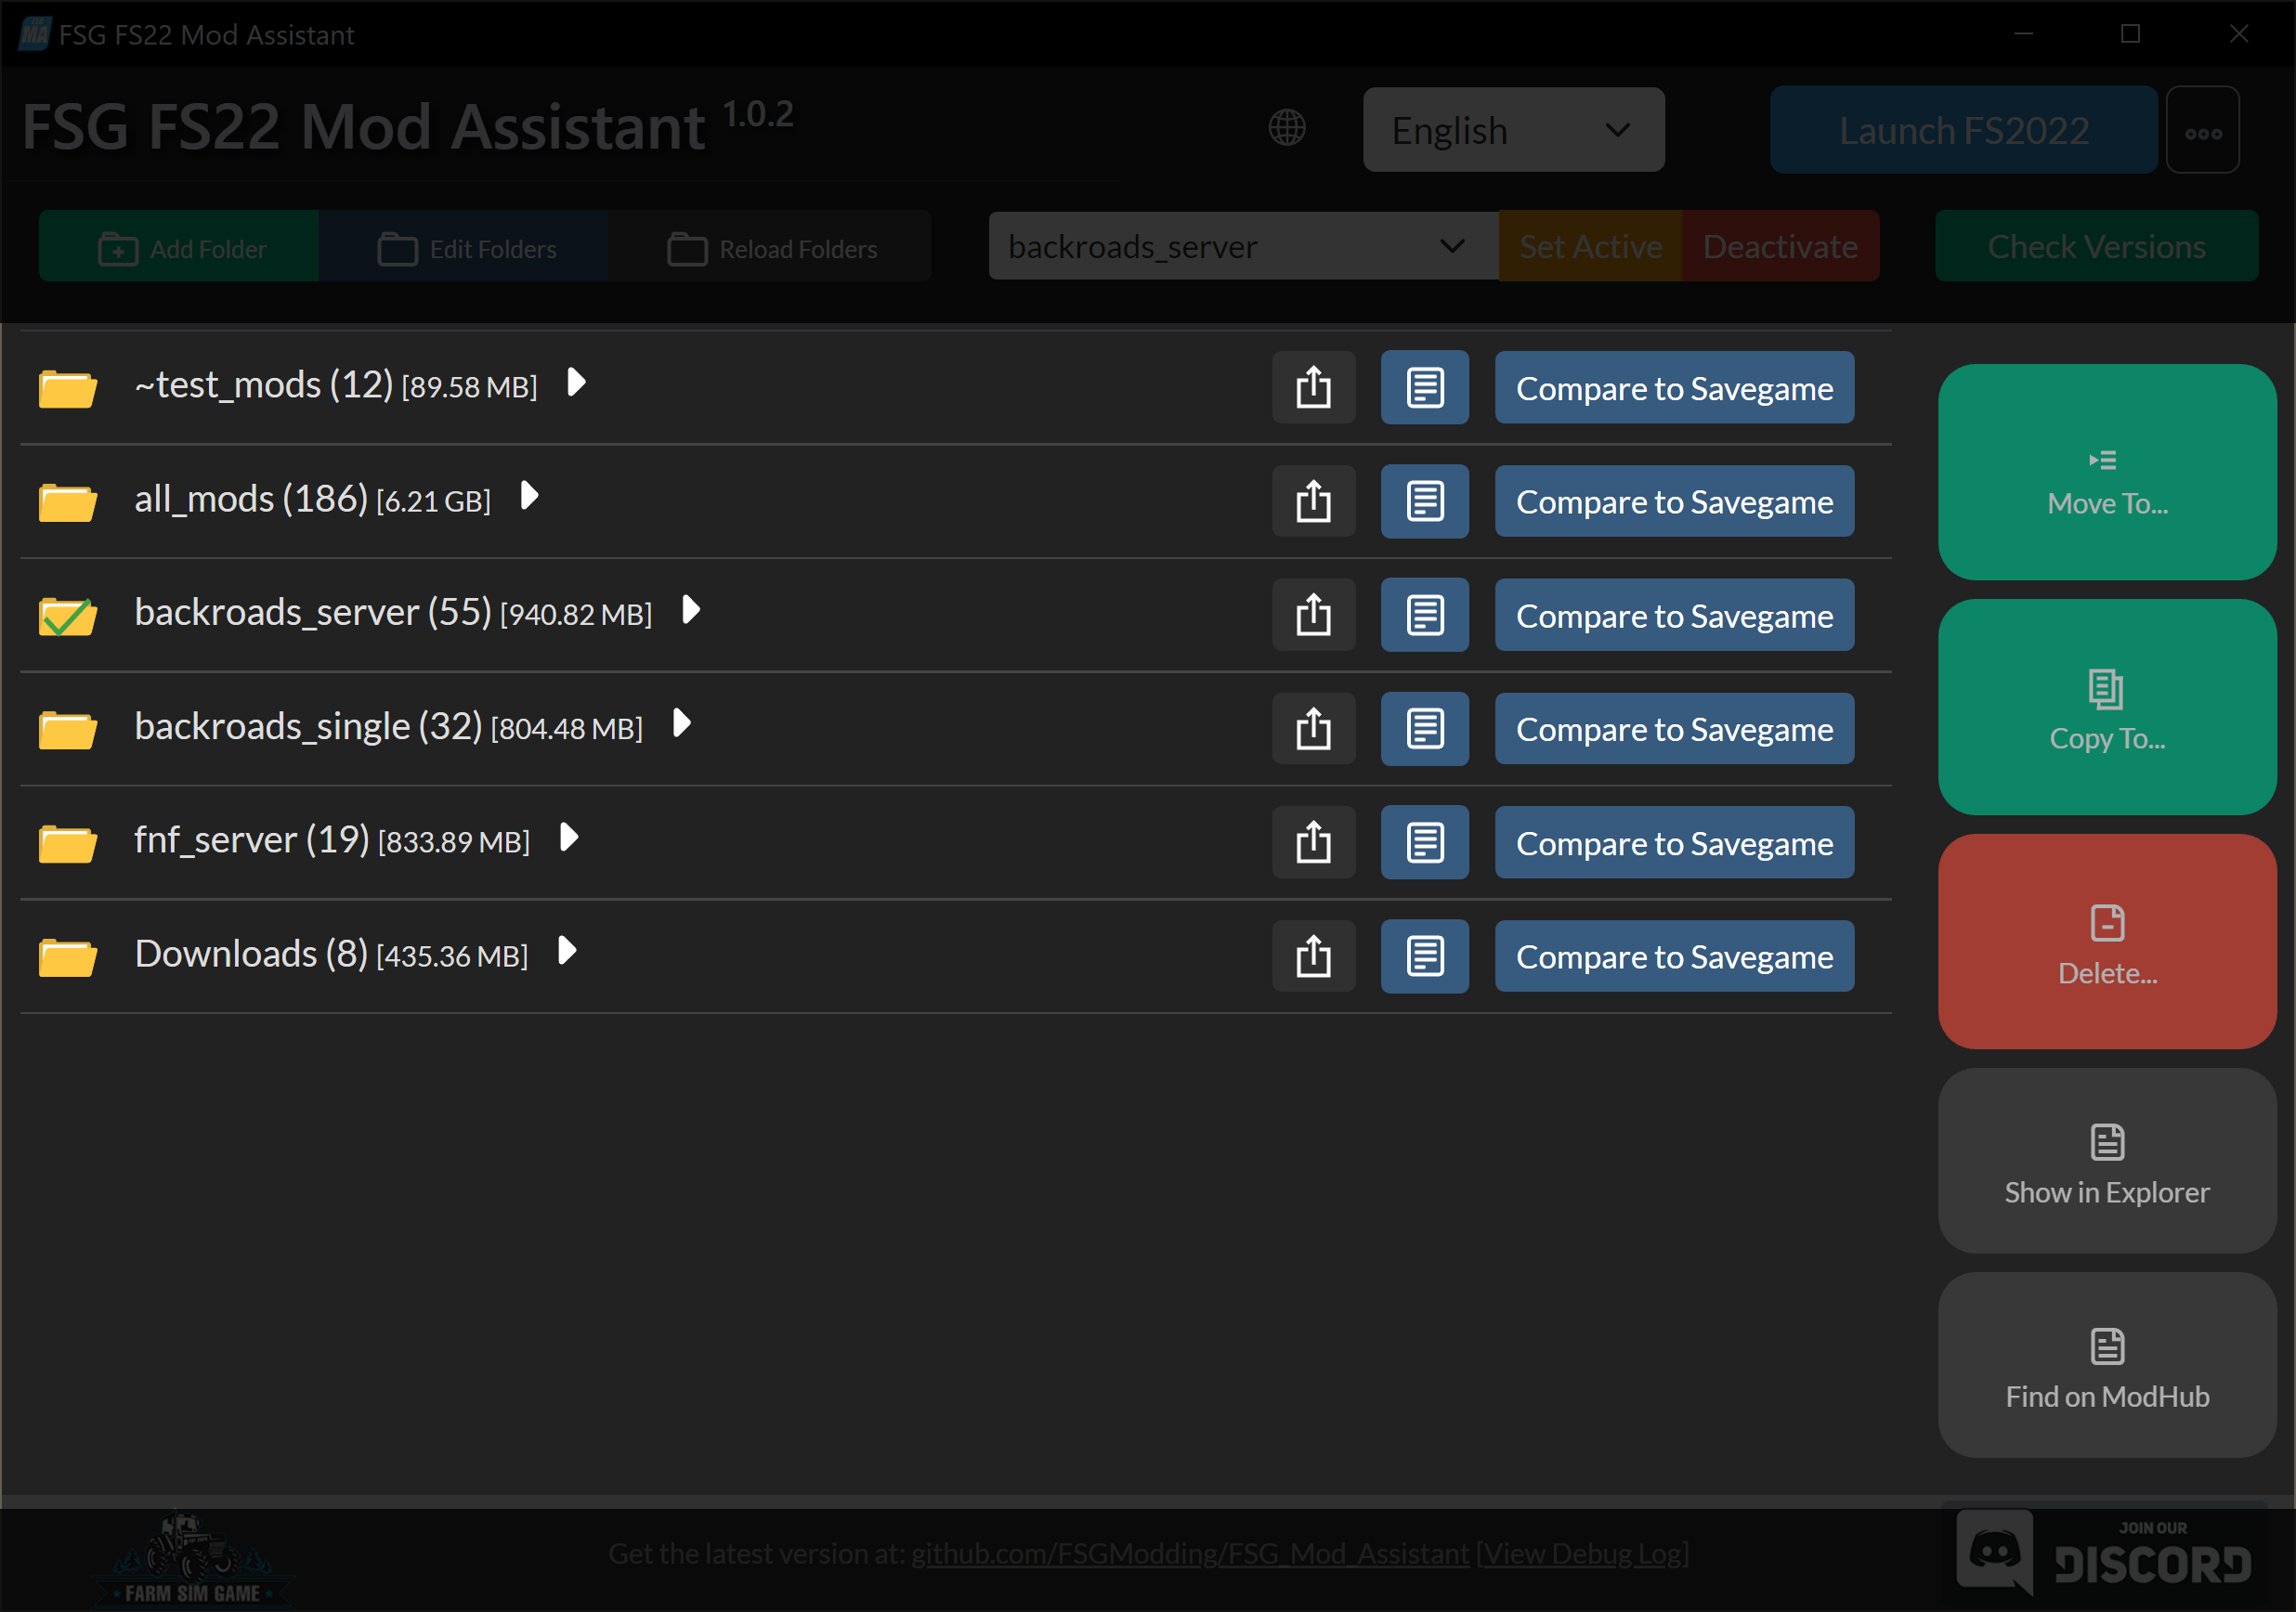 MA FSG FS22 Mod Assistant
FSG FS22 Mod Assistant 1.0.2
English
Launch FS2022
Add Folder
Edit Folders
Reload Folders
backroads_server
Set Active
Deactivate
Check Versions
~test_mods (12) [89.58 MB]
Compare to Savegame
all_mods (186) [6.21 GB]
Compare to Savegame
backroads_server (55) [940.82 MB]
Compare to Savegame
backroads_single (32) [804.48 MB]
Compare to Savegame
fnf_server (19) [833.89 MB]
Compare to Savegame
Downloads (8) [435.36 MB]
Compare to Savegame
Move To...
Copy To...
Delete...
Show in Explorer
Find on ModHub
FARM SIM GAME
Get the latest version at: github.com/FSGModding/FSG_Mod_Assistant [View Debug Log]
JOIN OUR
DISCORD